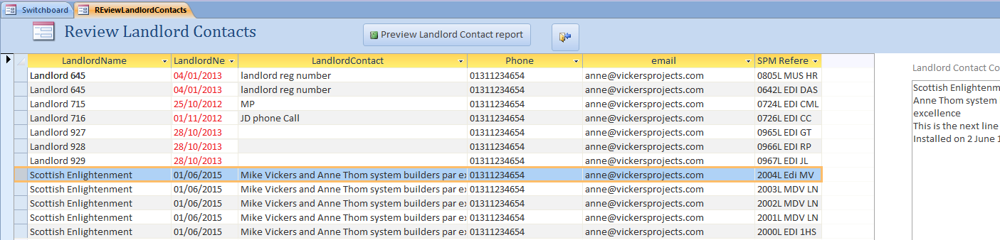 Switchboard REviewLandlordContacts
Review Landlord Contacts
Preview Landlord Contact report
LandlordName LandlordNe LandlordContact Phone email SPM Refere
Landlord 645 04/01/2013 landlord reg number 01311234654 anne@vickersprojects.com 0805L MUS HR
Landlord 645 04/01/2013 landlord reg number 01311234654 anne@vickersprojects.com 0642L EDI DAS
Landlord 715 25/10/2012 MP 01311234654 anne@vickersprojects.com 0724L EDI CML
Landlord 716 01/11/2012 JD phone Call 01311234654 anne@vickersprojects.com 0726L EDI CC
Landlord 927 28/10/2013 01311234654 anne@vickersprojects.com 0965L EDI GT
Landlord 928 28/10/2013 01311234654 anne@vickersprojects.com 0966L EDI RP
Landlord 929 28/10/2013 01311234654 anne@vickersprojects.com 0967L EDI JL
Scottish Enlightenment 01/06/2015 Mike Vickers and Anne Thom system builders par ex 01311234654 anne@vickersprojects.com 2004L Edi MV
Scottish Enlightenment 01/06/2015 Mike Vickers and Anne Thom system builders par ex 01311234654 anne@vickersprojects.com 2003L MDV LN
Scottish Enlightenment 01/06/2015 Mike Vickers and Anne Thom system builders par ex 01311234654 anne@vickersprojects.com 2002L MDV LN
Scottish Enlightenment 01/06/2015 Mike Vickers and Anne Thom system builders par ex 01311234654 anne@vickersprojects.com 2001L MDV LN
Scottish Enlightenment 01/06/2015 Mike Vickers and Anne Thom system builders par ex 01311234654 anne@vickersprojects.com 2000L EDI 1HS
Landlord Contact Co
Scottish Enlightenm
Anne Thom system
excellence
This is the next line
Installed on 2 June 1